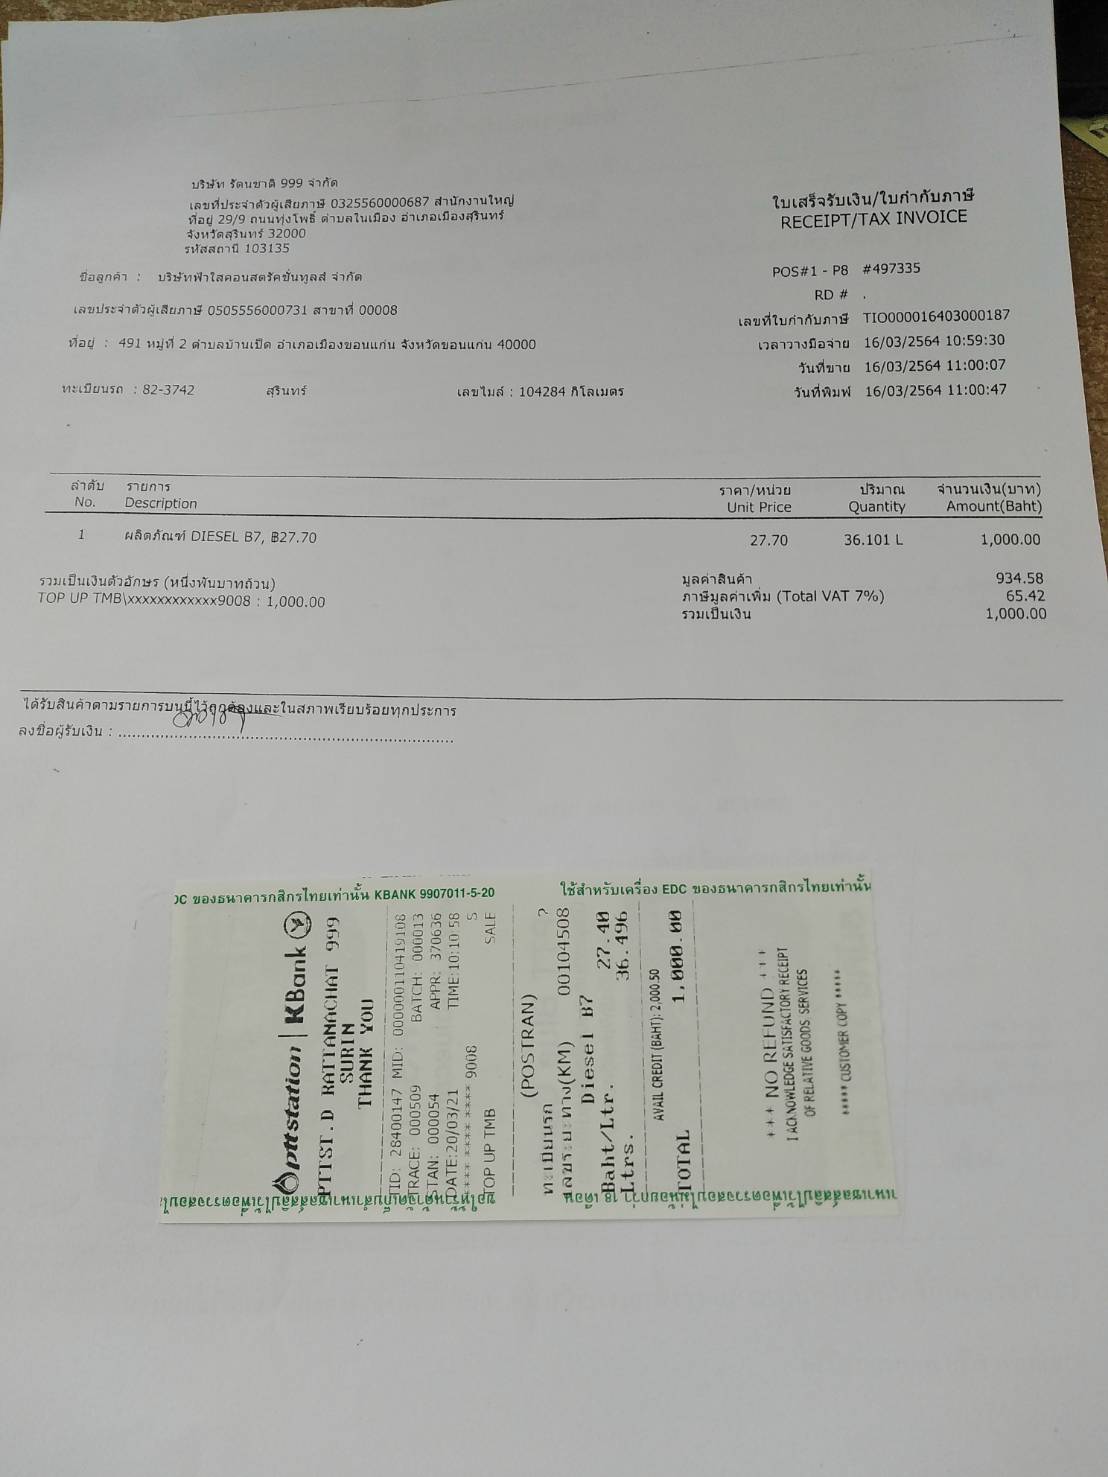 บริษัท รัตนชาติ 999 จำกัด
เลขที่ประจำตัวผู้เสียภาษี 0325560000687 สำนักงานใหญ่
ที่อยู่ 29/9 ถนนทุ่งโพธิ์ ตำบลในเมือง อำเภอเมืองสุรินทร์
จังหวัดสุรินทร์ 32000
รหัสสถานี 103135
ใบเสร็จรับเงิน/ใบกำกับภาษี
RECEIPT/TAX INVOICE
ชื่อลูกค้า : บริษัทฟ้าใสคอนสตรัคชั่นทูลส์ จำกัด
เลขประจำตัวผู้เสียภาษี 0505556000731 สาขาที่ 00008
ที่อยู่ : 491 หมู่ที่ 2 ตำบลบ้านเป็ด อำเภอเมืองขอนแก่น จังหวัดขอนแก่น 40000
ทะเบียนรถ : 82-3742 สุรินทร์ เลขไมล์ : 104284 กิโลเมตร
POS#1 - P8 #497335
RD # .
เลขที่ใบกำกับภาษี TIO000016403000187
เวลาวางมือจ่าย 16/03/2564 10:59:30
วันที่ขาย 16/03/2564 11:00:07
วันที่พิมพ์ 16/03/2564 11:00:47
ลำดับ รายการ ราคา/หน่วย ปริมาณ จำนวนเงิน(บาท)
No. Description Unit Price Quantity Amount(Baht)
1 ผลิตภัณฑ์ DIESEL B7, ฿27.70 27.70 36.101 L 1,000.00
รวมเป็นเงินตัวอักษร (หนึ่งพันบาทถ้วน)
TOP UP TMB\xxxxxxxxxxxx9008 : 1,000.00
มูลค่าสินค้า 934.58
ภาษีมูลค่าเพิ่ม (Total VAT 7%) 65.42
รวมเป็นเงิน 1,000.00
ได้รับสินค้าตามรายการบนนี้ไว้ถูกต้องและในสภาพเรียบร้อยทุกประการ
ลงชื่อผู้รับเงิน :
ของธนาคารกสิกรไทยเท่านั้น KBANK 9907011-5-20
ใช้สำหรับเครื่อง EDC ของธนาคารกสิกรไทยเท่านั้น
pttstation | KBank
PTTST.D RATTANACHAT 999
SURIN
THANK YOU
TID: 28400147 MID: 000000110419108
TRACE: 000509 BATCH: 000013
STAN: 000054 APPR: 370636
DATE:20/03/21 TIME:10:10:58
**** **** **** 9008 S
TOP UP TMB SALE
(POSTRAN)
ทะเบียนรถ ?
เลขระยะทาง(KM) 00104508
Diesel B7
Baht/Ltr. 27.40
Ltrs. 36.496
AVAIL CREDIT (BAHT): 2,000.50
TOTAL 1,000.00
*** NO REFUND ***
I ACKNOWLEDGE SATISFACTORY RECEIPT
OF RELATIVE GOODS SERVICES
***** CUSTOMER COPY *****